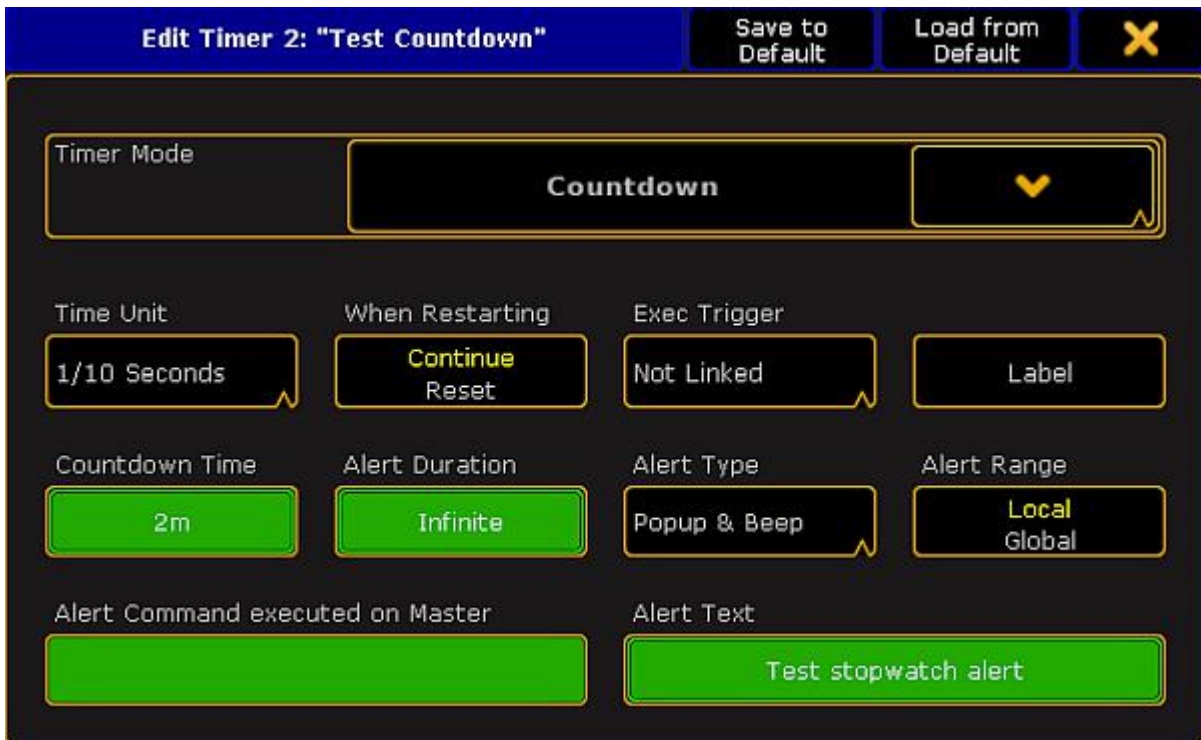 Edit Timer 2: "Test Countdown"
Save to
Default
Load from
Default
Timer Mode
Countdown
Time Unit
When Restarting
Exec Trigger
1/10 Seconds
Continue
Reset
Not Linked
Label
Countdown Time
Alert Duration
Alert Type
Alert Range
2m
Infinite
Popup & Beep
Local
Global
Alert Command executed on Master
Alert Text
Test stopwatch alert